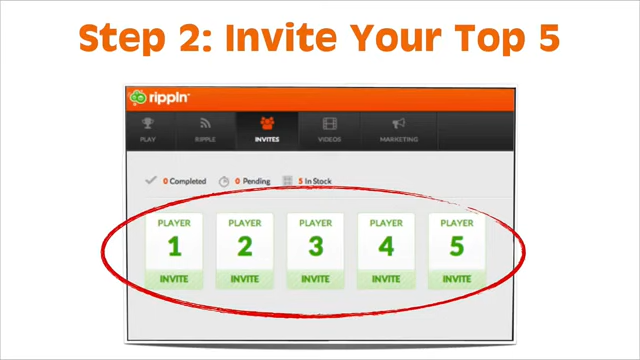 Step 2: Invite Your Top 5
rippln
PLAY RIPPLE INVITES VIDEOS MARKETING
0 Completed 0 Pending 5 In Stock
PLAYER PLAYER PLAYER PLAYER PLAYER
1 2 3 4 5
INVITE INVITE INVITE INVITE INVITE